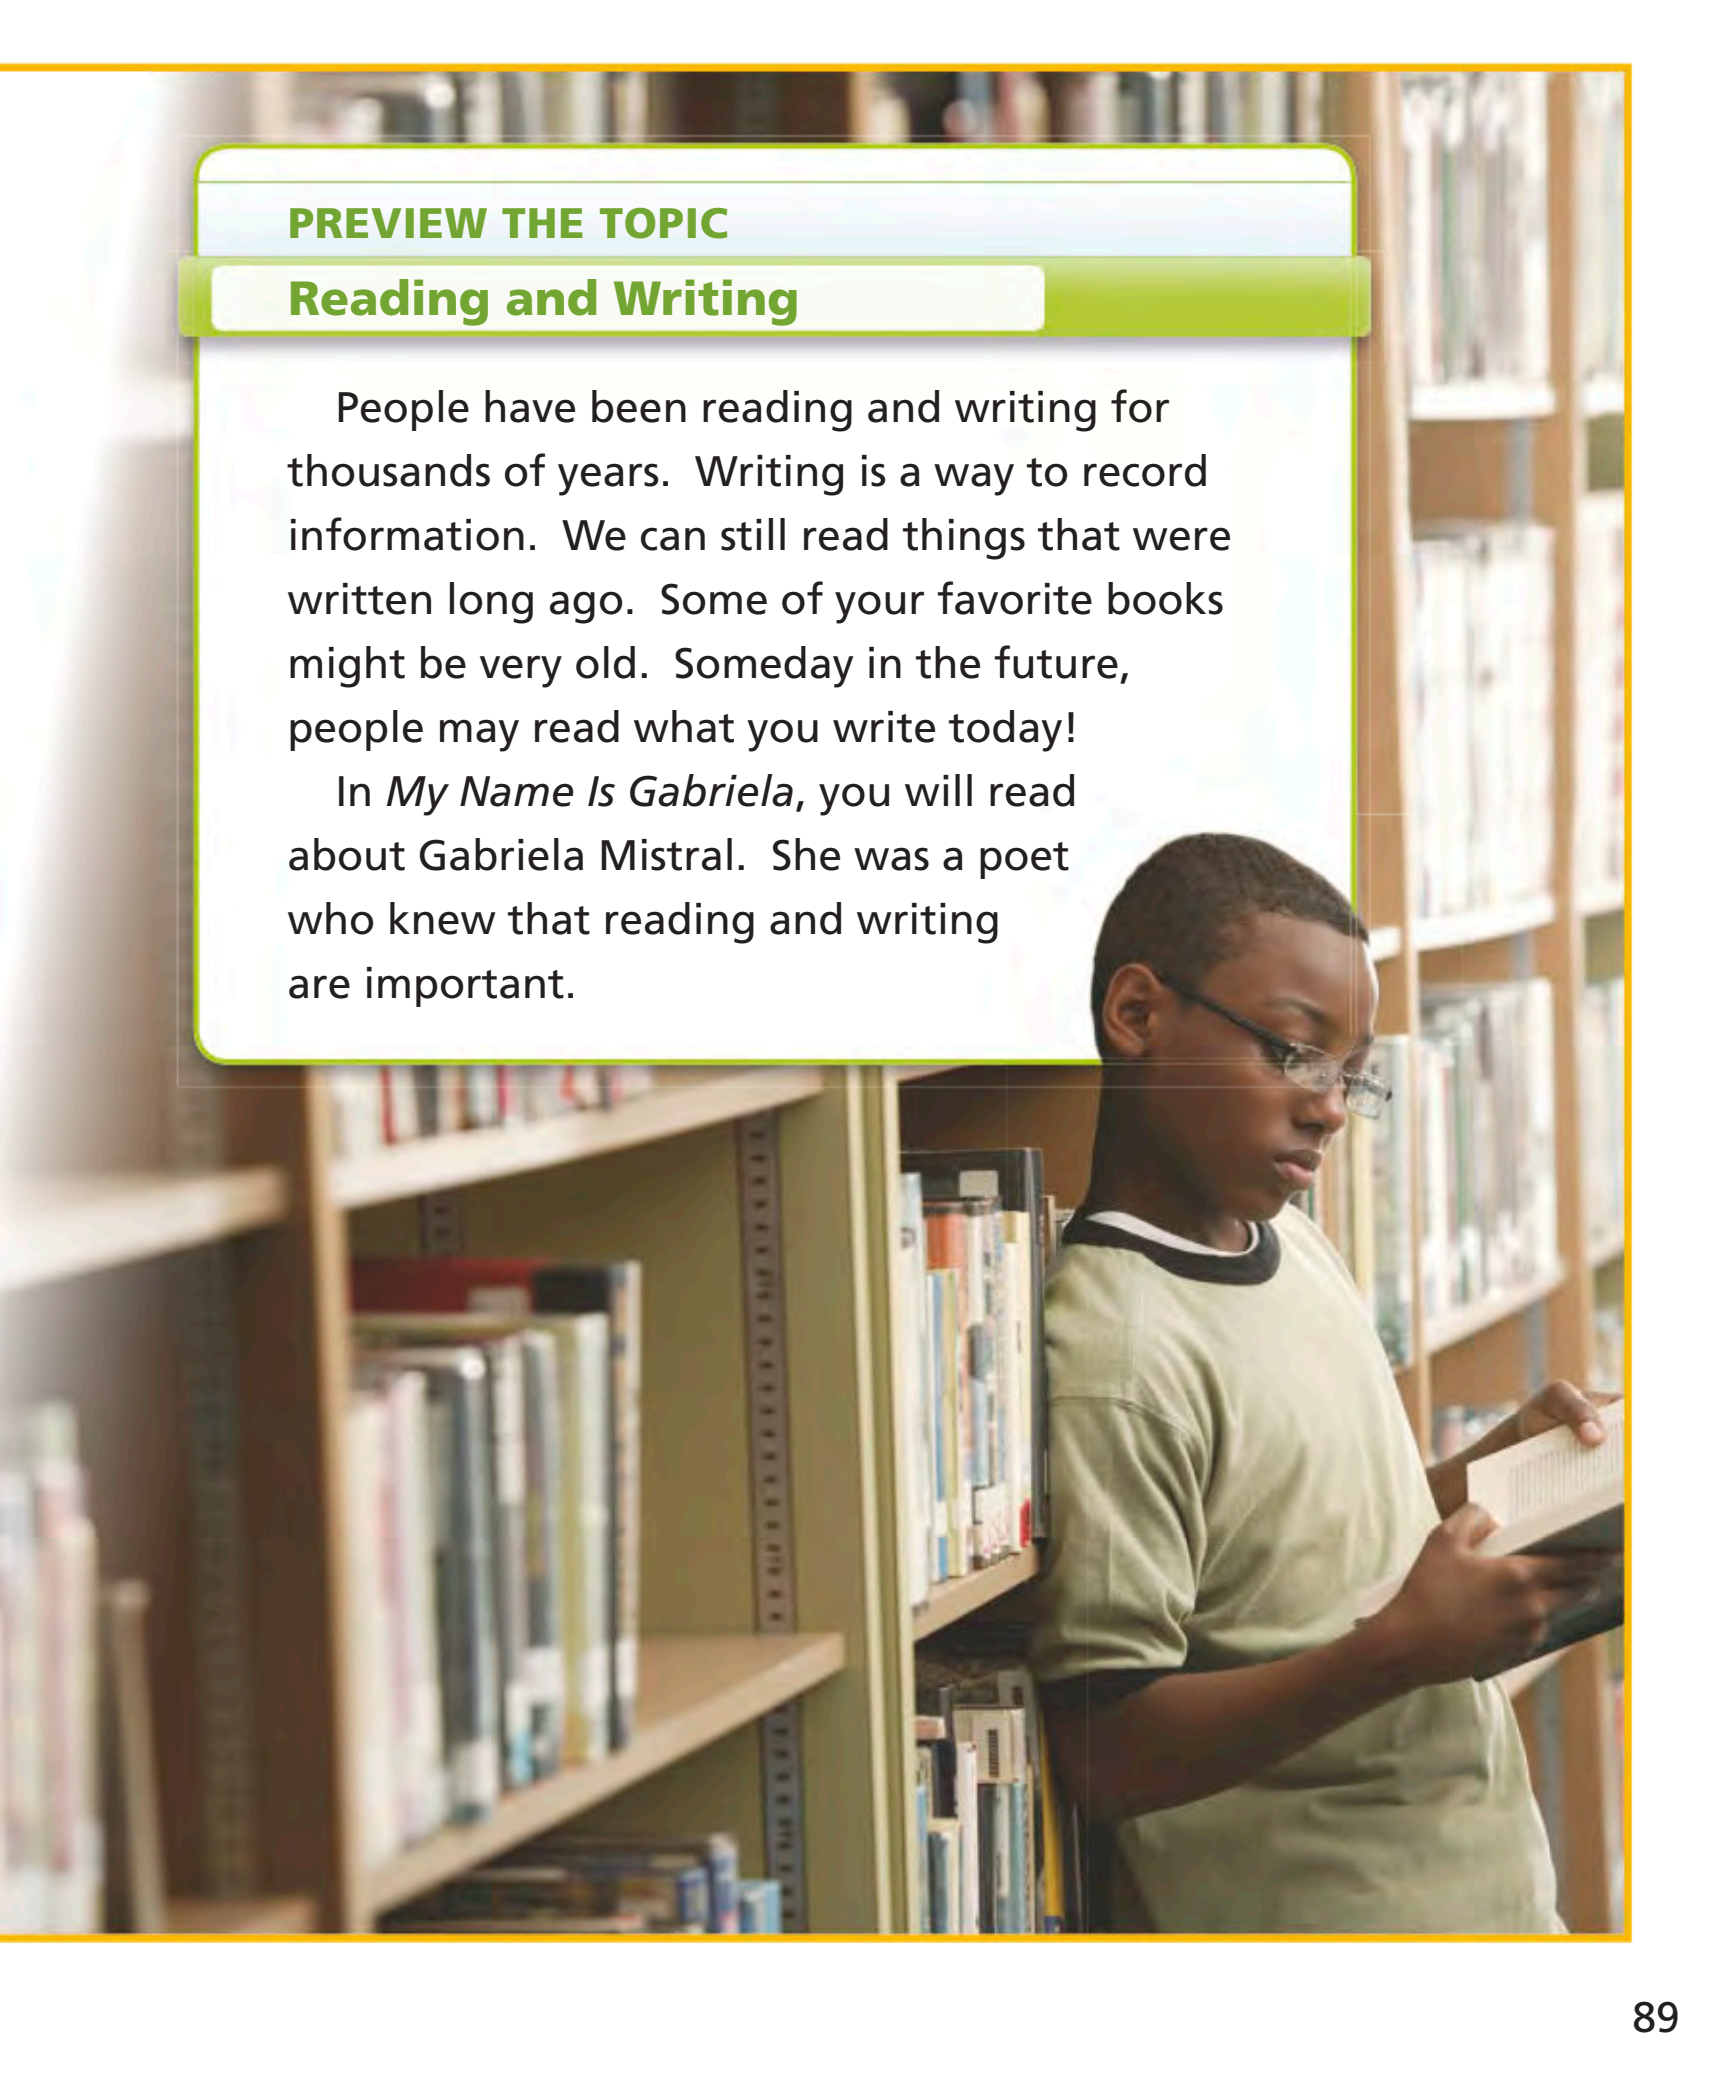 PREVIEW THE TOPIC
Reading and Writing
People have been reading and writing for
thousands of years. Writing is a way to record
information. We can still read things that were
written long ago. Some of your favorite books
might be very old. Someday in the future,
people may read what you write today!
In My Name Is Gabriela, you will read
about Gabriela Mistral. She was a poet
who knew that reading and writing
are important.
89